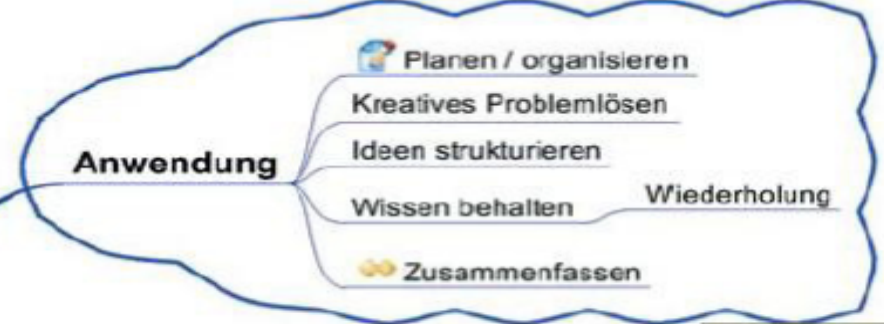 Planen / organisieren
Kreatives Problemlösen
Ideen strukturieren
Anwendung
Wissen behalten
Wiederholung
Zusammenfassen